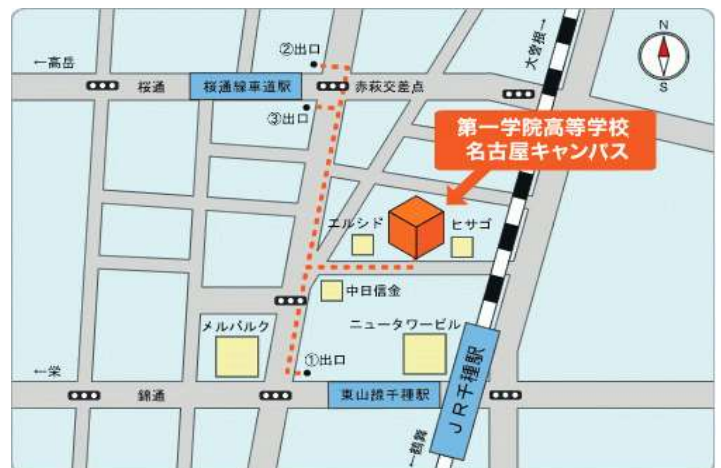 N
S
②出口
大曽根→
←高岳
桜通
桜通線車道駅
赤萩交差点
③出口
第一学院高等学校
名古屋キャンパス
エルシド
ヒサゴ
中日信金
メルパルク
ニュータワービル
①出口
←栄
錦通
東山線千種駅
JR千種駅
←鶴舞